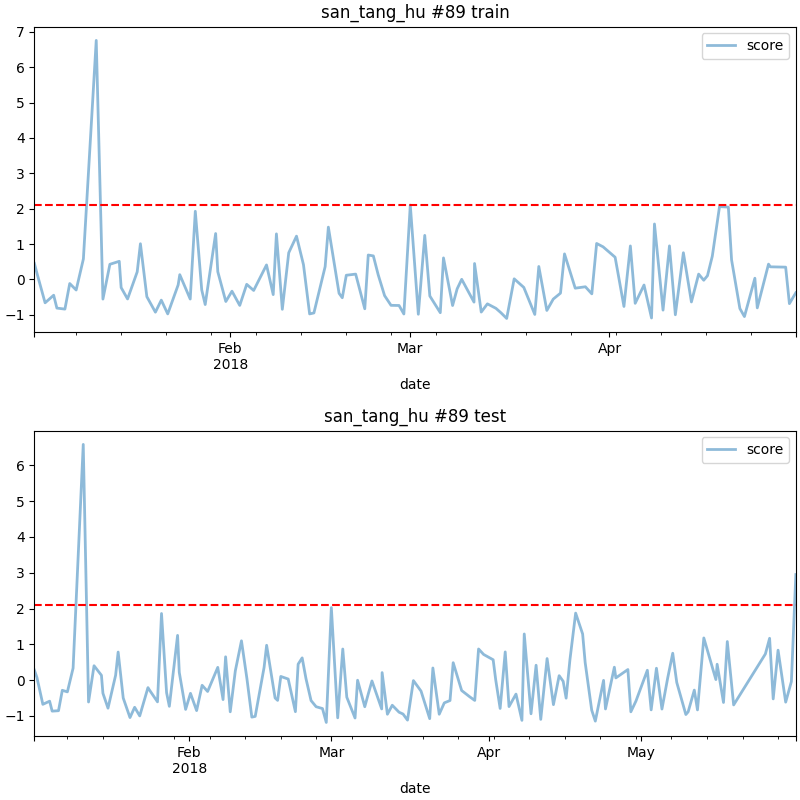 san_tang_hu #89 train
score
7
6
5
4
3
2
1
0
−1
Feb
2018
Mar
Apr
date
san_tang_hu #89 test
score
6
5
4
3
2
1
0
−1
Feb
2018
Mar
Apr
May
date